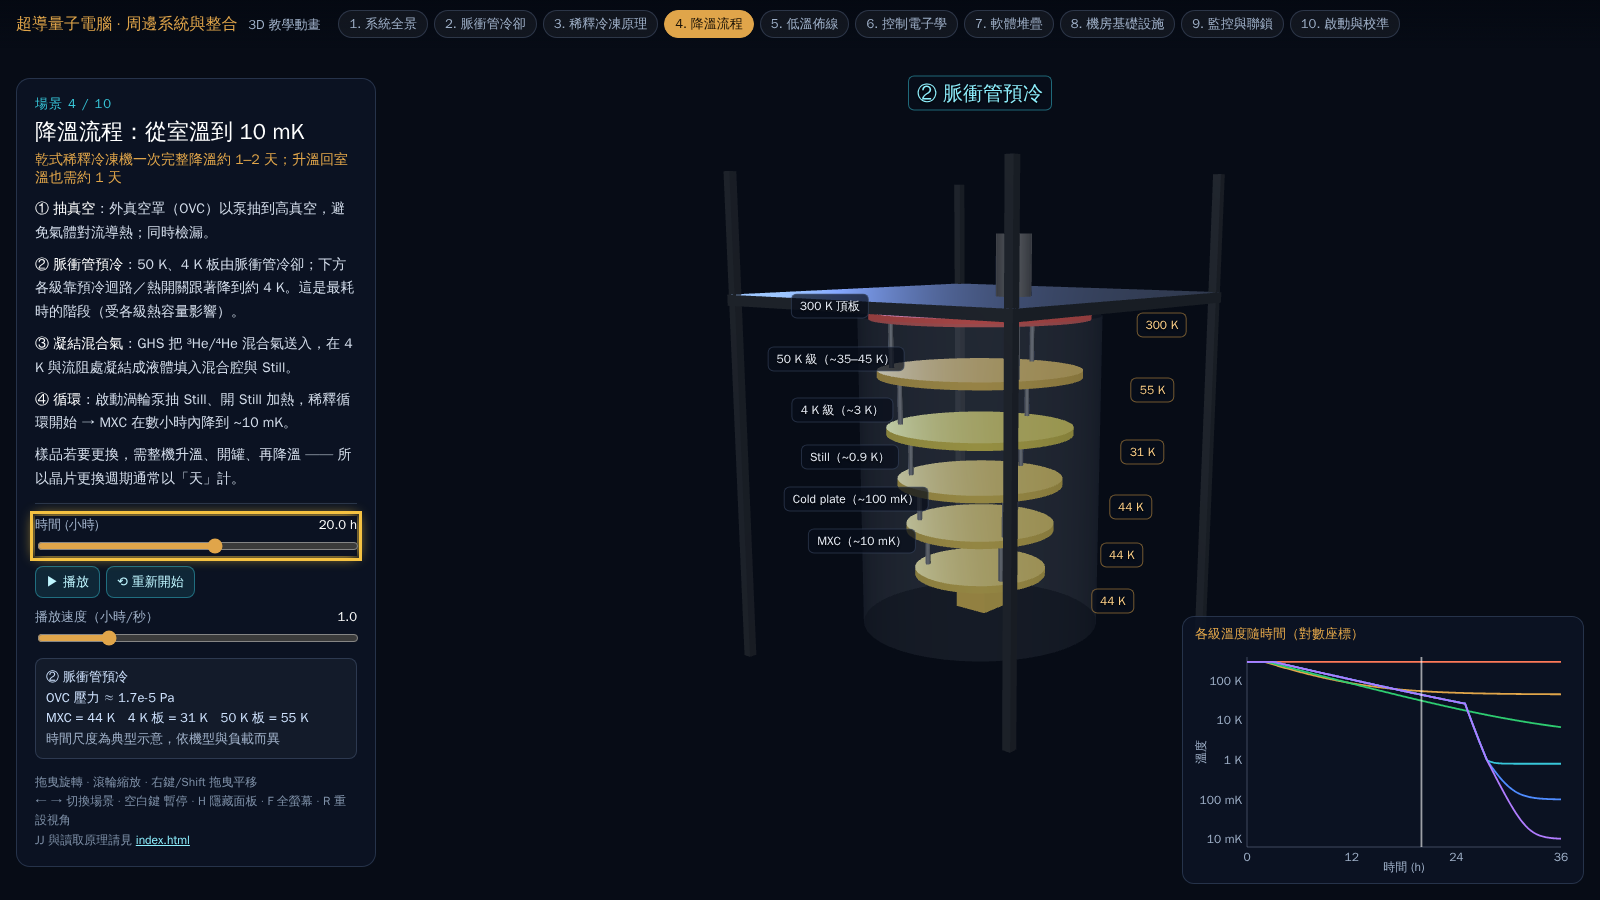 超導量子電腦 · 周邊系統與整合 3D 教學動畫
1. 系統全景
2. 脈衝管冷卻
3. 稀釋冷凍原理
4. 降溫流程
5. 低溫佈線
6. 控制電子學
7. 軟體堆疊
8. 機房基礎設施
9. 監控與聯鎖
10. 啟動與校準
場景 4 / 10
降溫流程：從室溫到 10 mK
乾式稀釋冷凍機一次完整降溫約 1–2 天；升溫回室
溫也需約 1 天
① 抽真空：外真空罩（OVC）以泵抽到高真空，避
免氣體對流導熱；同時檢漏。
② 脈衝管預冷：50 K、4 K 板由脈衝管冷卻；下方
各級靠預冷迴路／熱開關跟著降到約 4 K。這是最耗
時的階段（受各級熱容量影響）。
③ 凝結混合氣：GHS 把 ³He/⁴He 混合氣送入，在 4
K 與流阻處凝結成液體填入混合腔與 Still。
④ 循環：啟動渦輪泵抽 Still、開 Still 加熱，稀釋循
環開始 → MXC 在數小時內降到 ~10 mK。
樣品若要更換，需整機升溫、開罐、再降溫 —— 所
以晶片更換週期通常以「天」計。
時間 (小時) 20.0 h
▶ 播放
⟲ 重新開始
播放速度（小時/秒） 1.0
② 脈衝管預冷
OVC 壓力 ≈ 1.7e-5 Pa
MXC = 44 K 4 K 板 = 31 K 50 K 板 = 55 K
時間尺度為典型示意，依機型與負載而異
拖曳旋轉 · 滾輪縮放 · 右鍵/Shift 拖曳平移
← → 切換場景 · 空白鍵 暫停 · H 隱藏面板 · F 全螢幕 · R 重
設視角
JJ 與讀取原理請見 index.html
② 脈衝管預冷
300 K 頂板
50 K 級（~35–45 K）
4 K 級（~3 K）
Still（~0.9 K）
Cold plate（~100 mK）
MXC（~10 mK）
300 K
55 K
31 K
44 K
44 K
44 K
各級溫度隨時間（對數座標）
100 K
10 K
1 K
100 mK
10 mK
溫度
0 12 24 36
時間 (h)